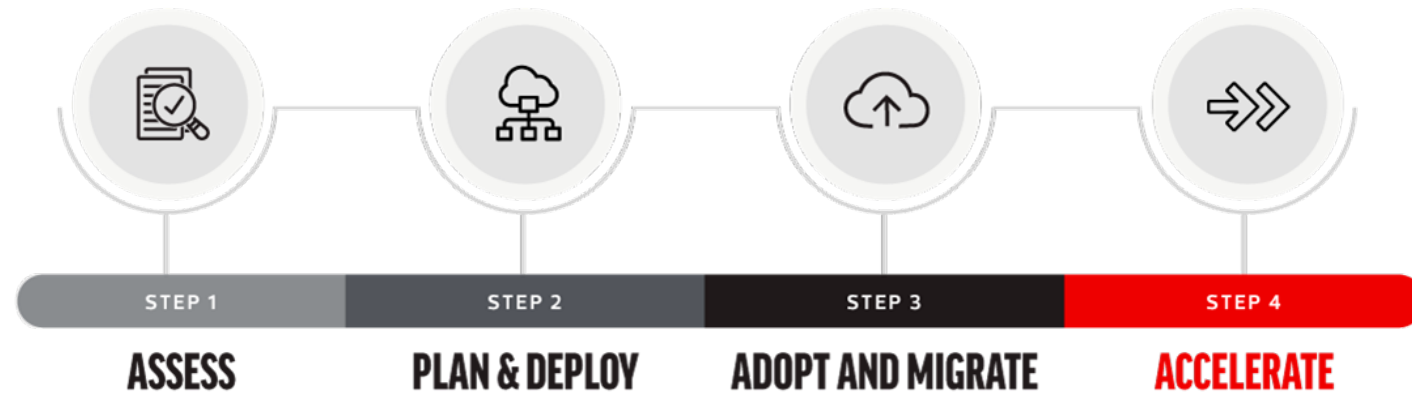 STEP 1
STEP 2
STEP 3
STEP 4
ASSESS
PLAN & DEPLOY
ADOPT AND MIGRATE
ACCELERATE